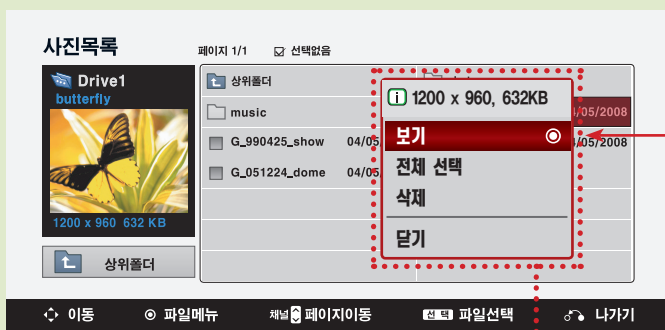 사진목록
페이지 1/1 선택없음
Drive1
butterfly
1200 x 960 632 KB
상위폴더
상위폴더
music
/05/2008
G_990425_show 04/05
/05/2008
G_051224_dome 04/05
1200 x 960, 632KB
보기
전체 선택
삭제
닫기
이동 파일메뉴 채널 페이지이동 선택 파일선택 나가기